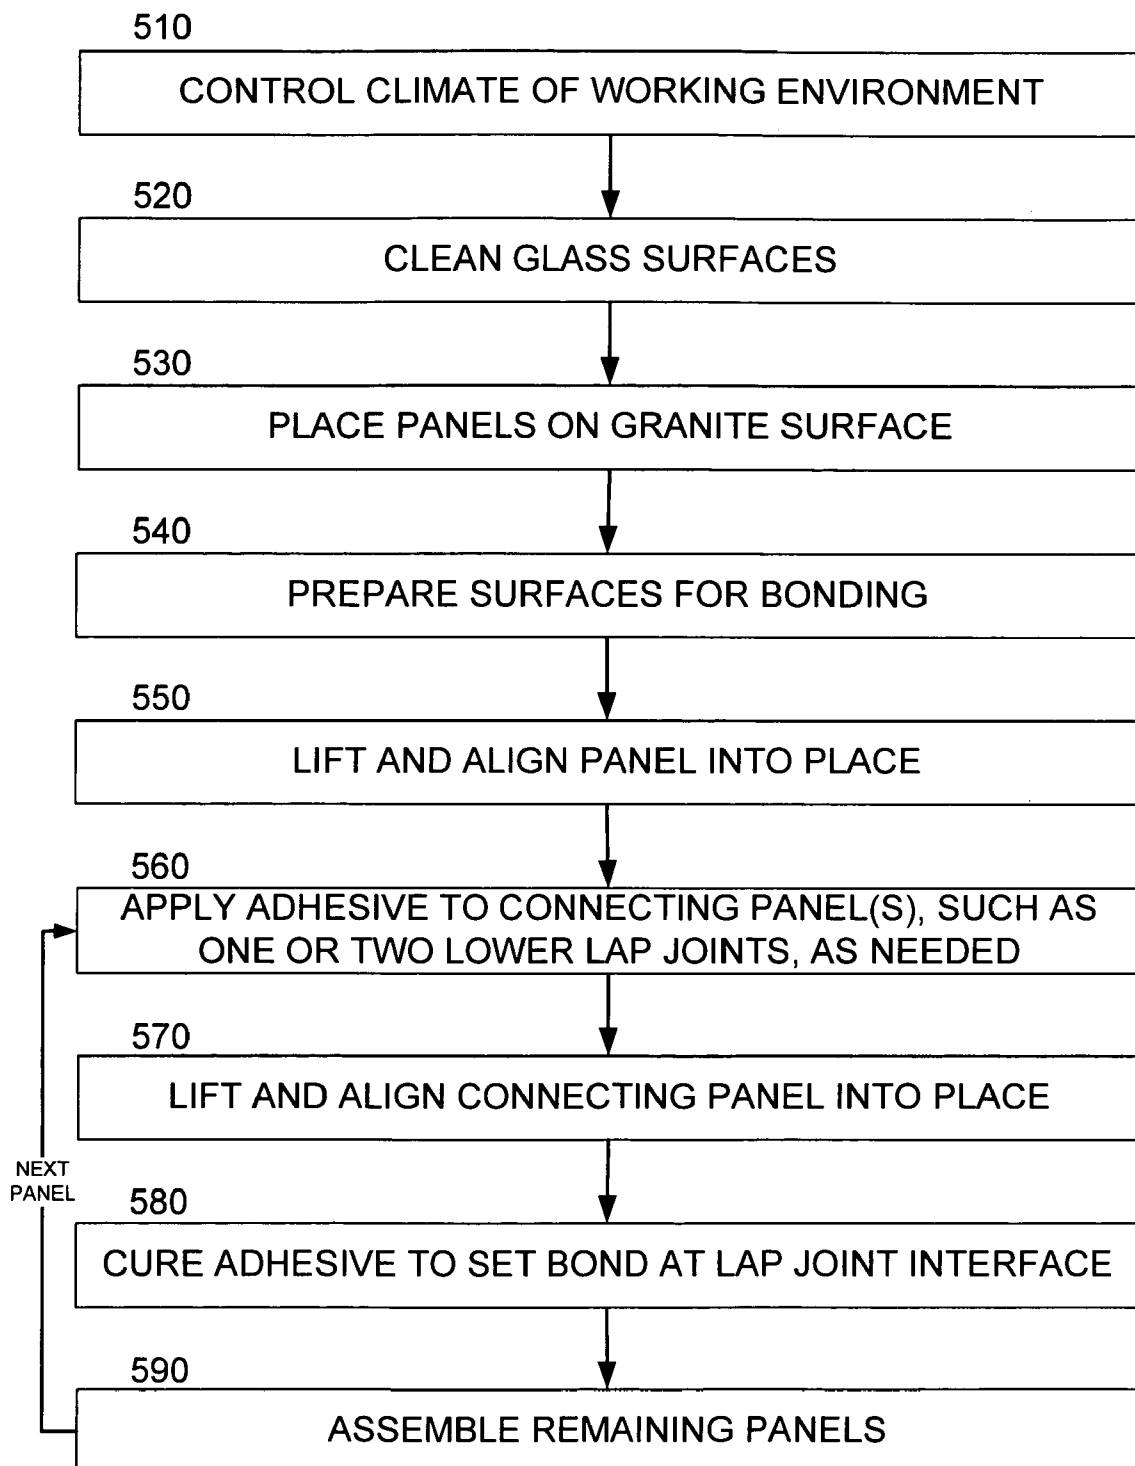 510
CONTROL CLIMATE OF WORKING ENVIRONMENT
520
CLEAN GLASS SURFACES
530
PLACE PANELS ON GRANITE SURFACE
540
PREPARE SURFACES FOR BONDING
550
LIFT AND ALIGN PANEL INTO PLACE
560
APPLY ADHESIVE TO CONNECTING PANEL(S), SUCH AS
ONE OR TWO LOWER LAP JOINTS, AS NEEDED
570
LIFT AND ALIGN CONNECTING PANEL INTO PLACE
NEXT
PANEL
580
CURE ADHESIVE TO SET BOND AT LAP JOINT INTERFACE
590
ASSEMBLE REMAINING PANELS